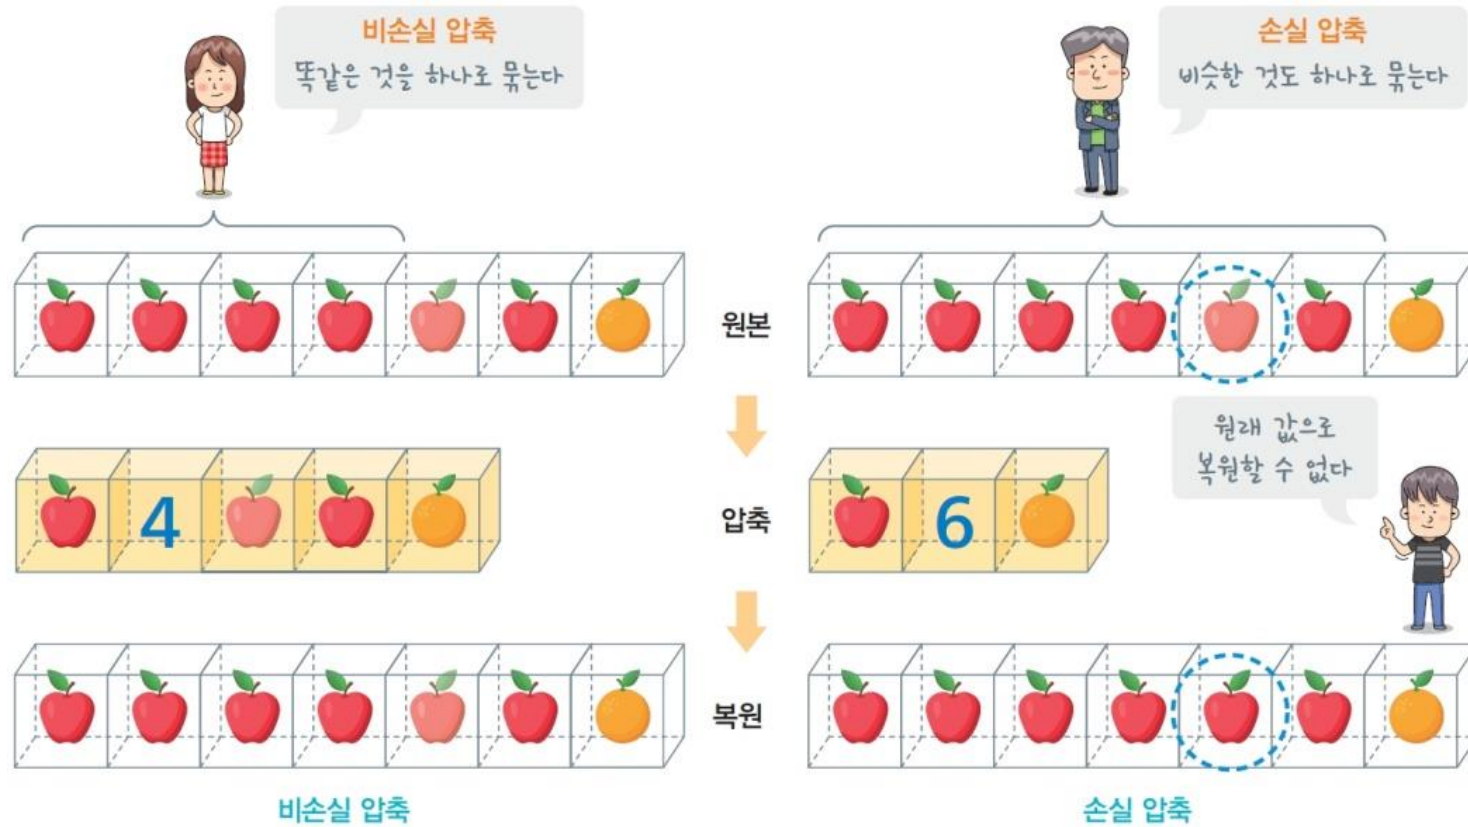 비손실 압축
똑같은 것을 하나로 묶는다
손실 압축
비슷한 것도 하나로 묶는다
원본
원래 값으로
복원할 수 없다
4
압축
6
복원
비손실 압축
손실 압축